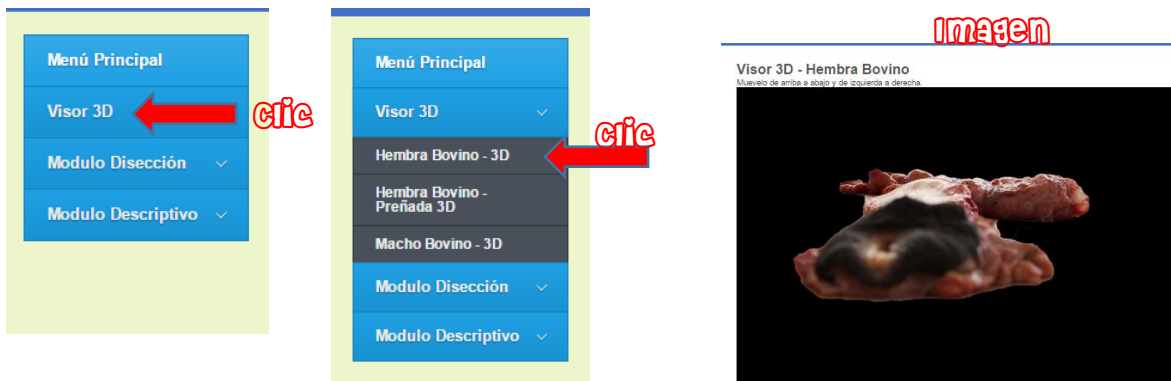 Menú Principal
Visor 3D
Clic
Modulo Disección
Modulo Descriptivo
Menú Principal
Visor 3D
Clic
Hembra Bovino - 3D
Hembra Bovino -
Preñada 3D
Macho Bovino - 3D
Modulo Disección
Modulo Descriptivo
Imagen
Visor 3D - Hembra Bovino
Muevelo de arriba a abajo y de izquierda a derecha.